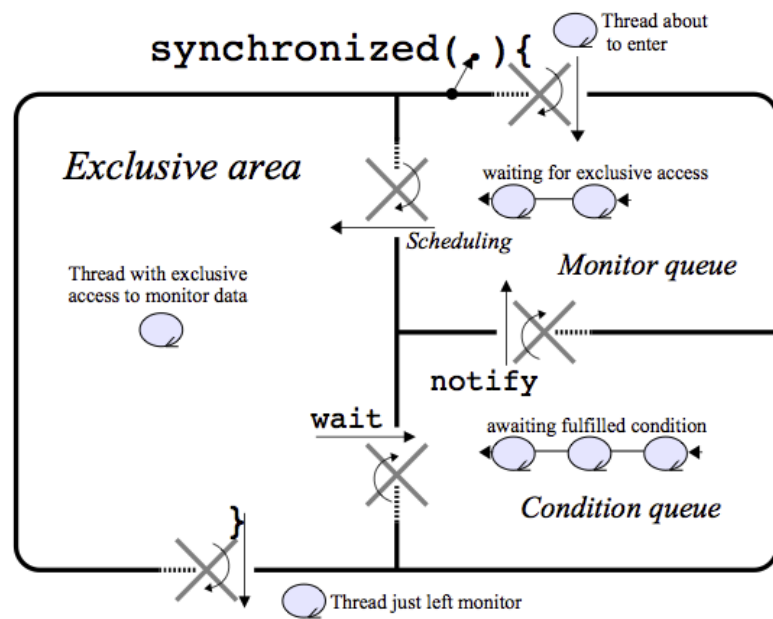 Thread about
to enter
synchronized(.){
Exclusive area
waiting for exclusive access
Scheduling
Monitor queue
Thread with exclusive
access to monitor data
notify
wait
awaiting fulfilled condition
Condition queue
}
Thread just left monitor